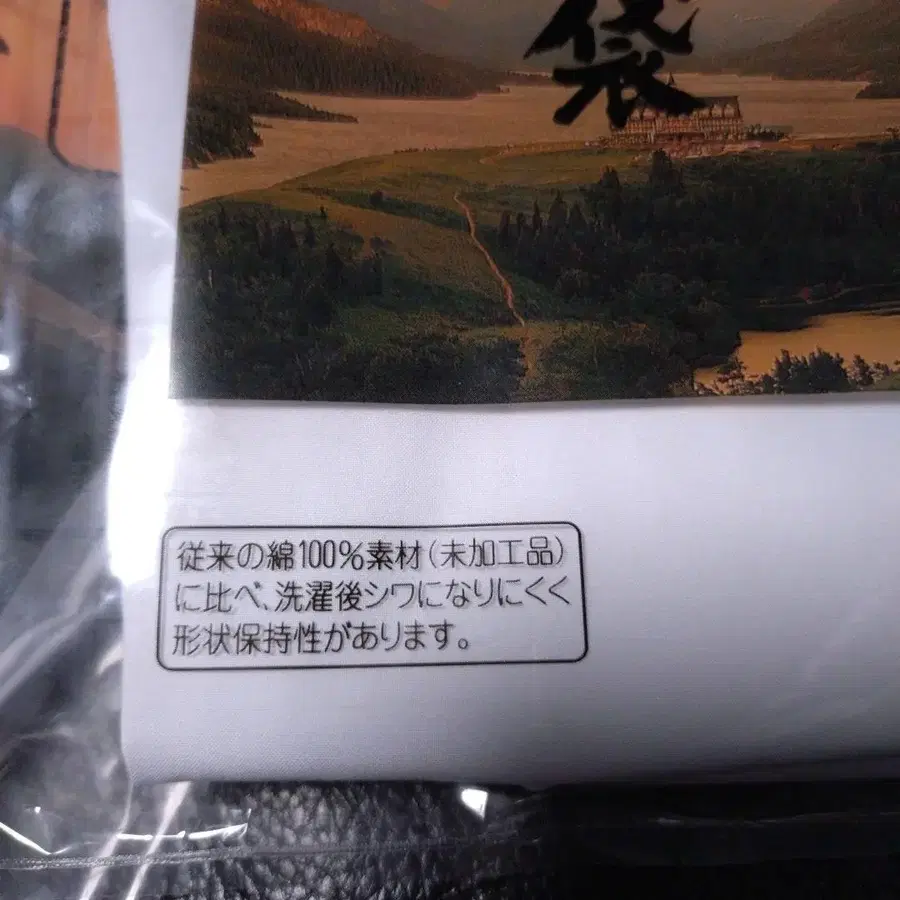 袋
従来の綿100%素材(未加工品)
に比べ、洗濯後シワになりにくく
形状保持性があります。